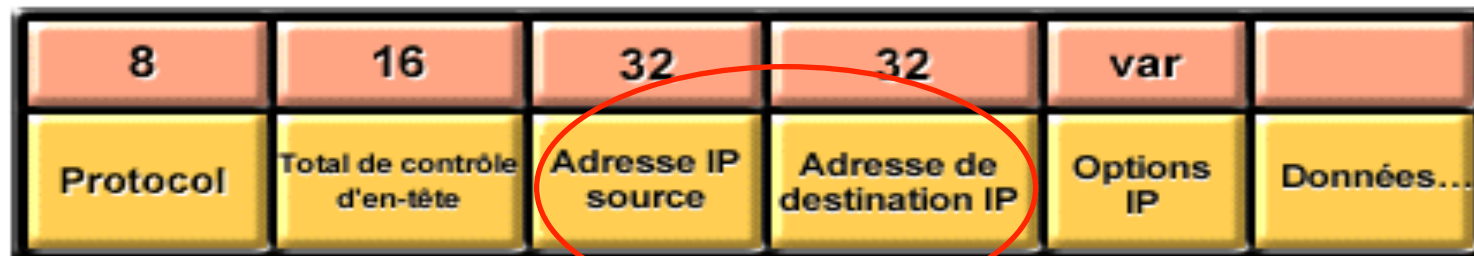 8 16 32 32 var
Protocol
Total de contrôle
d'en-tête
Adresse IP
source
Adresse de
destination IP
Options
IP
Données...